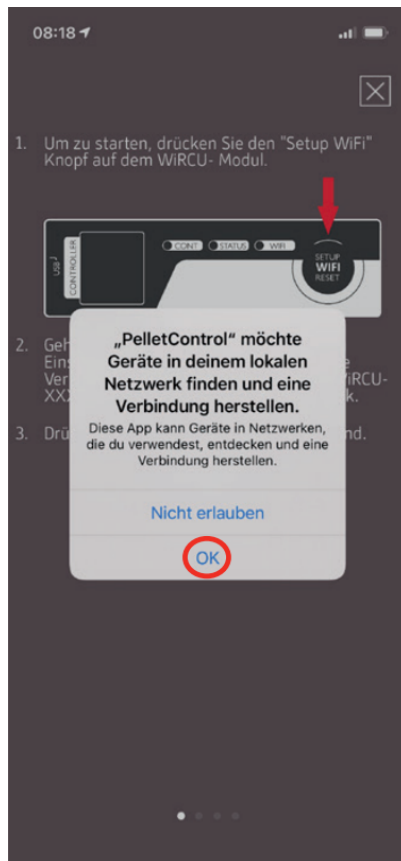 08:18
1. Um zu starten, drücken Sie den "Setup WiFi"
Knopf auf dem WiRCU- Modul.
USB
CONTROLLER
CONT
STATUS
WIFI
SETUP
WIFI
RESET
2. Geh
Ein
Ver
XX
iRCU-
k.
3. Drü
nd.
„PelletControl“ möchte
Geräte in deinem lokalen
Netzwerk finden und eine
Verbindung herstellen.
Diese App kann Geräte in Netzwerken,
die du verwendest, entdecken und eine
Verbindung herstellen.
Nicht erlauben
OK